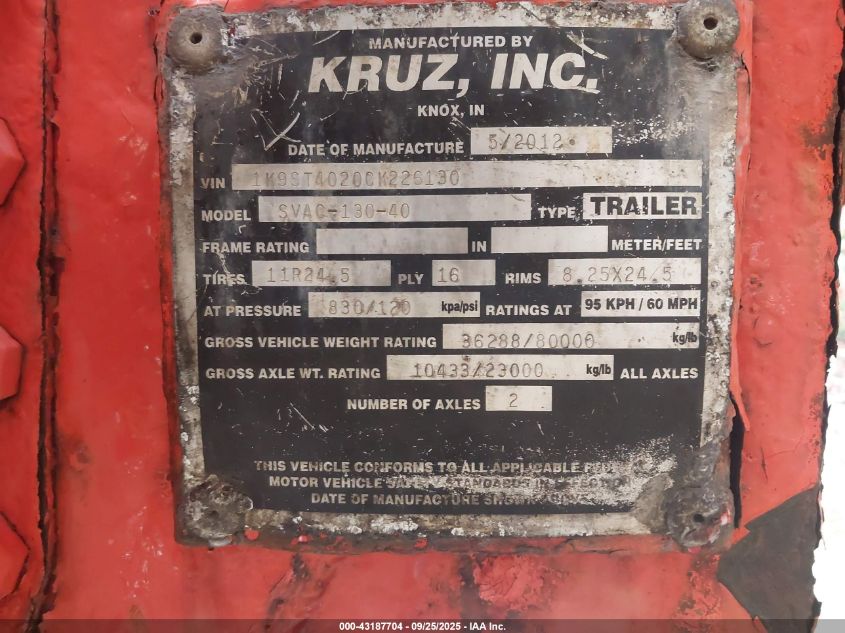 MANUFACTURED BY
KRUZ, INC.
KNOX, IN
DATE OF MANUFACTURE 5/2012
VIN 1K9ST4020CK226130
MODEL SVAC-130-40 TYPE TRAILER
FRAME RATING IN METER/FEET
TIRES 11R24.5 PLY 16 RIMS 8.25X24.5
AT PRESSURE 830/120 kpa/psi RATINGS AT 95 KPH / 60 MPH
GROSS VEHICLE WEIGHT RATING 36288/80000 kg/lb
GROSS AXLE WT. RATING 10433/23000 kg/lb ALL AXLES
NUMBER OF AXLES 2
THIS VEHICLE CONFORMS TO ALL APPLICABLE
MOTOR VEHICLE STANDARDS IN
DATE OF MANUFACTURE
000-43187704 — 09/25/2025 — IAA Inc.